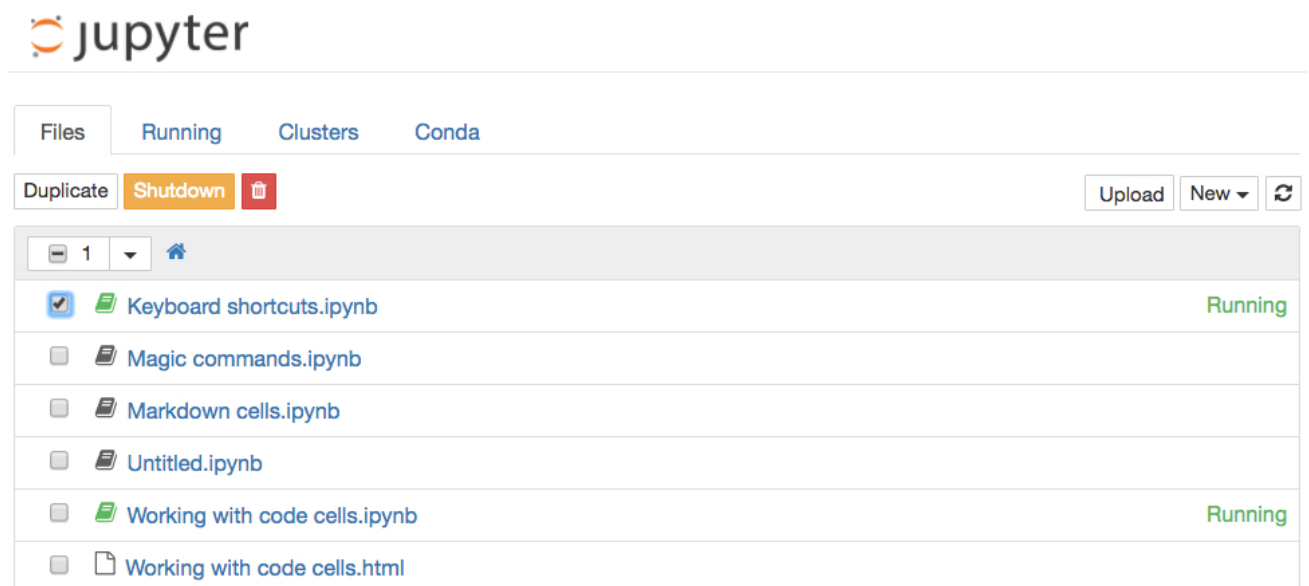 jupyter
Files Running Clusters Conda
Duplicate Shutdown Upload New
1
Keyboard shortcuts.ipynb Running
Magic commands.ipynb
Markdown cells.ipynb
Untitled.ipynb
Working with code cells.ipynb Running
Working with code cells.html